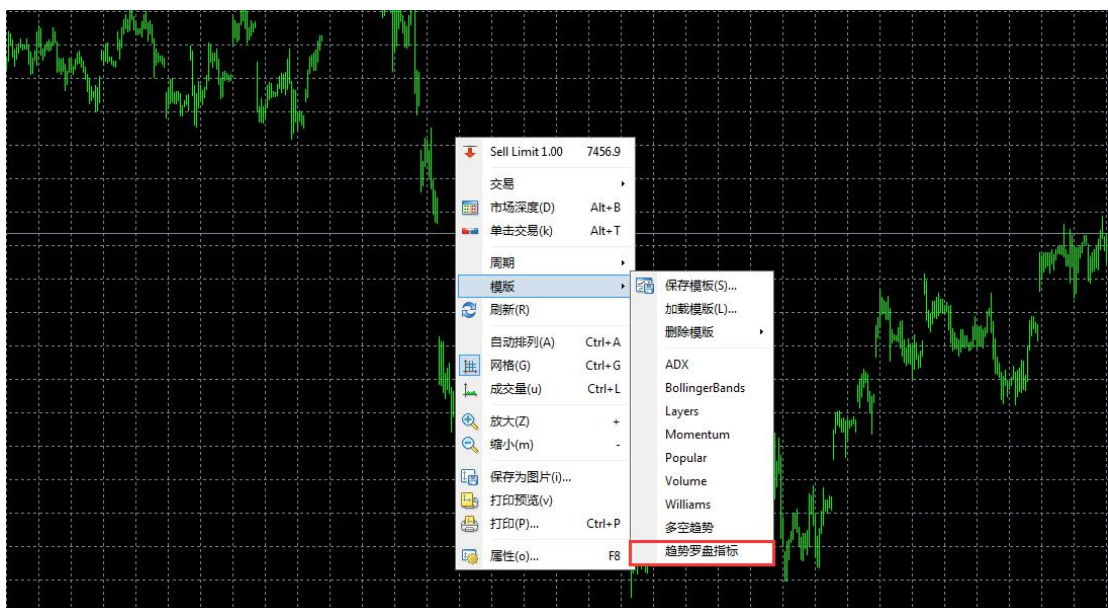 Sell Limit 1.00 7456.9
交易
市场深度(D) Alt+B
单击交易(k) Alt+T
周期
模版
刷新(R)
自动排列(A) Ctrl+A
网格(G) Ctrl+G
成交量(u) Ctrl+L
放大(Z) +
缩小(m) -
保存为图片(i)...
打印预览(v)
打印(P)... Ctrl+P
属性(o)... F8
保存模板(S)...
加载模版(L)...
删除模版
ADX
BollingerBands
Layers
Momentum
Popular
Volume
Williams
多空趋势
趋势罗盘指标